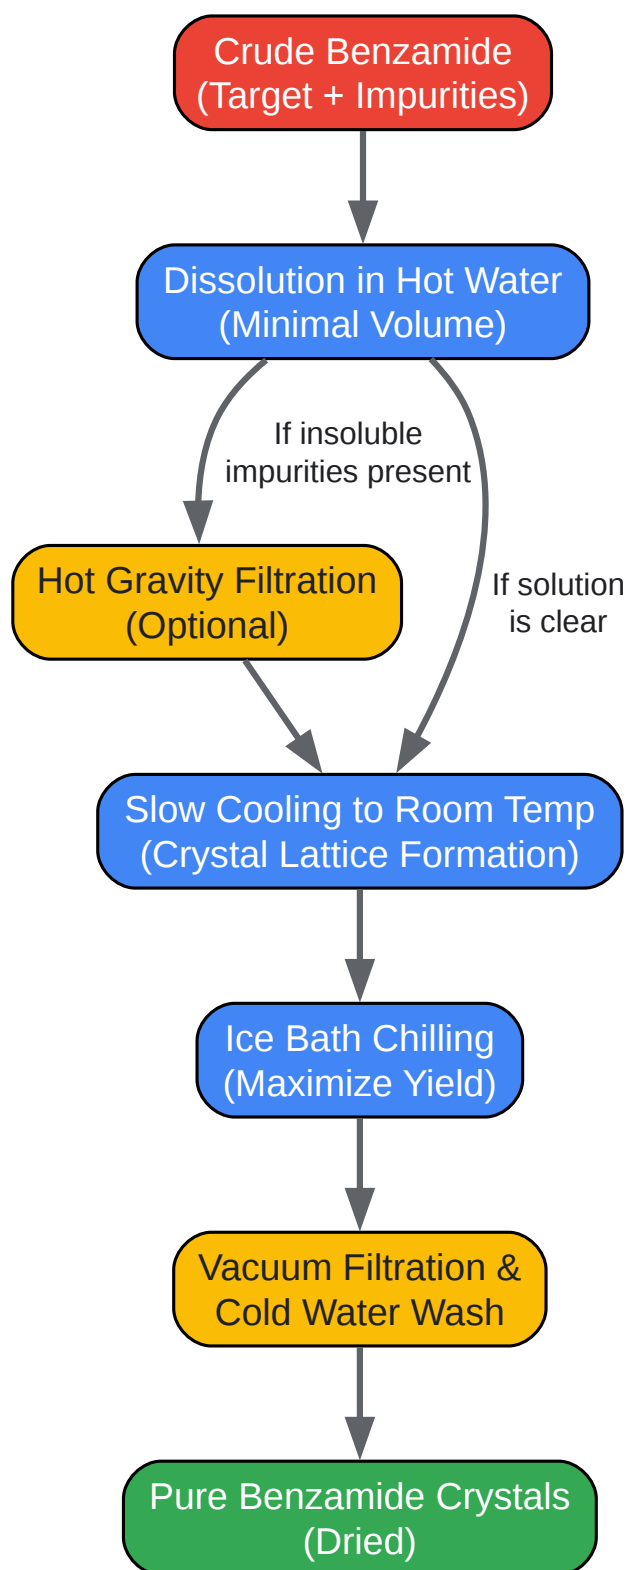 Crude Benzamide
(Target + Impurities)
Dissolution in Hot Water
(Minimal Volume)
If insoluble
impurities present
Hot Gravity Filtration
(Optional)
If solution
is clear
Slow Cooling to Room Temp
(Crystal Lattice Formation)
Ice Bath Chilling
(Maximize Yield)
Vacuum Filtration &
Cold Water Wash
Pure Benzamide Crystals
(Dried)